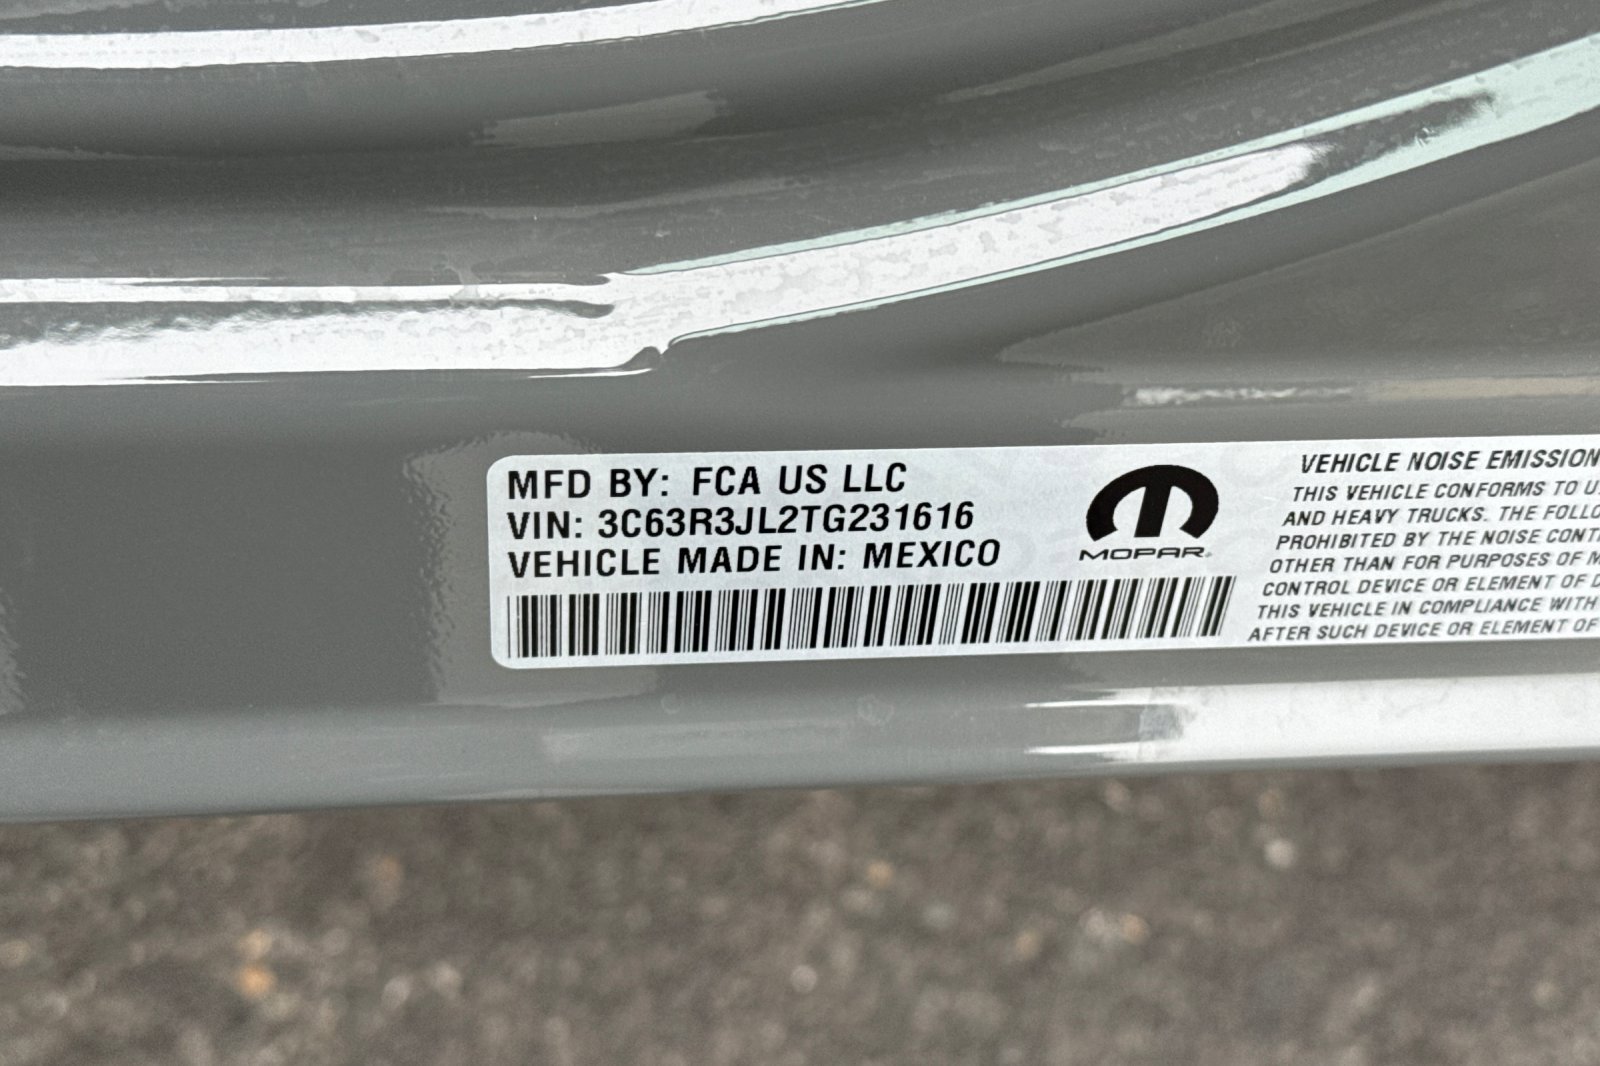 MFD BY: FCA US LLC
VIN: 3C63R3JL2TG231616
VEHICLE MADE IN: MEXICO
MOPAR
VEHICLE NOISE EMISSION
THIS VEHICLE CONFORMS TO U.
AND HEAVY TRUCKS. THE FOLLO
PROHIBITED BY THE NOISE CONT
OTHER THAN FOR PURPOSES OF M
CONTROL DEVICE OR ELEMENT OF D
THIS VEHICLE IN COMPLIANCE WITH
AFTER SUCH DEVICE OR ELEMENT OF